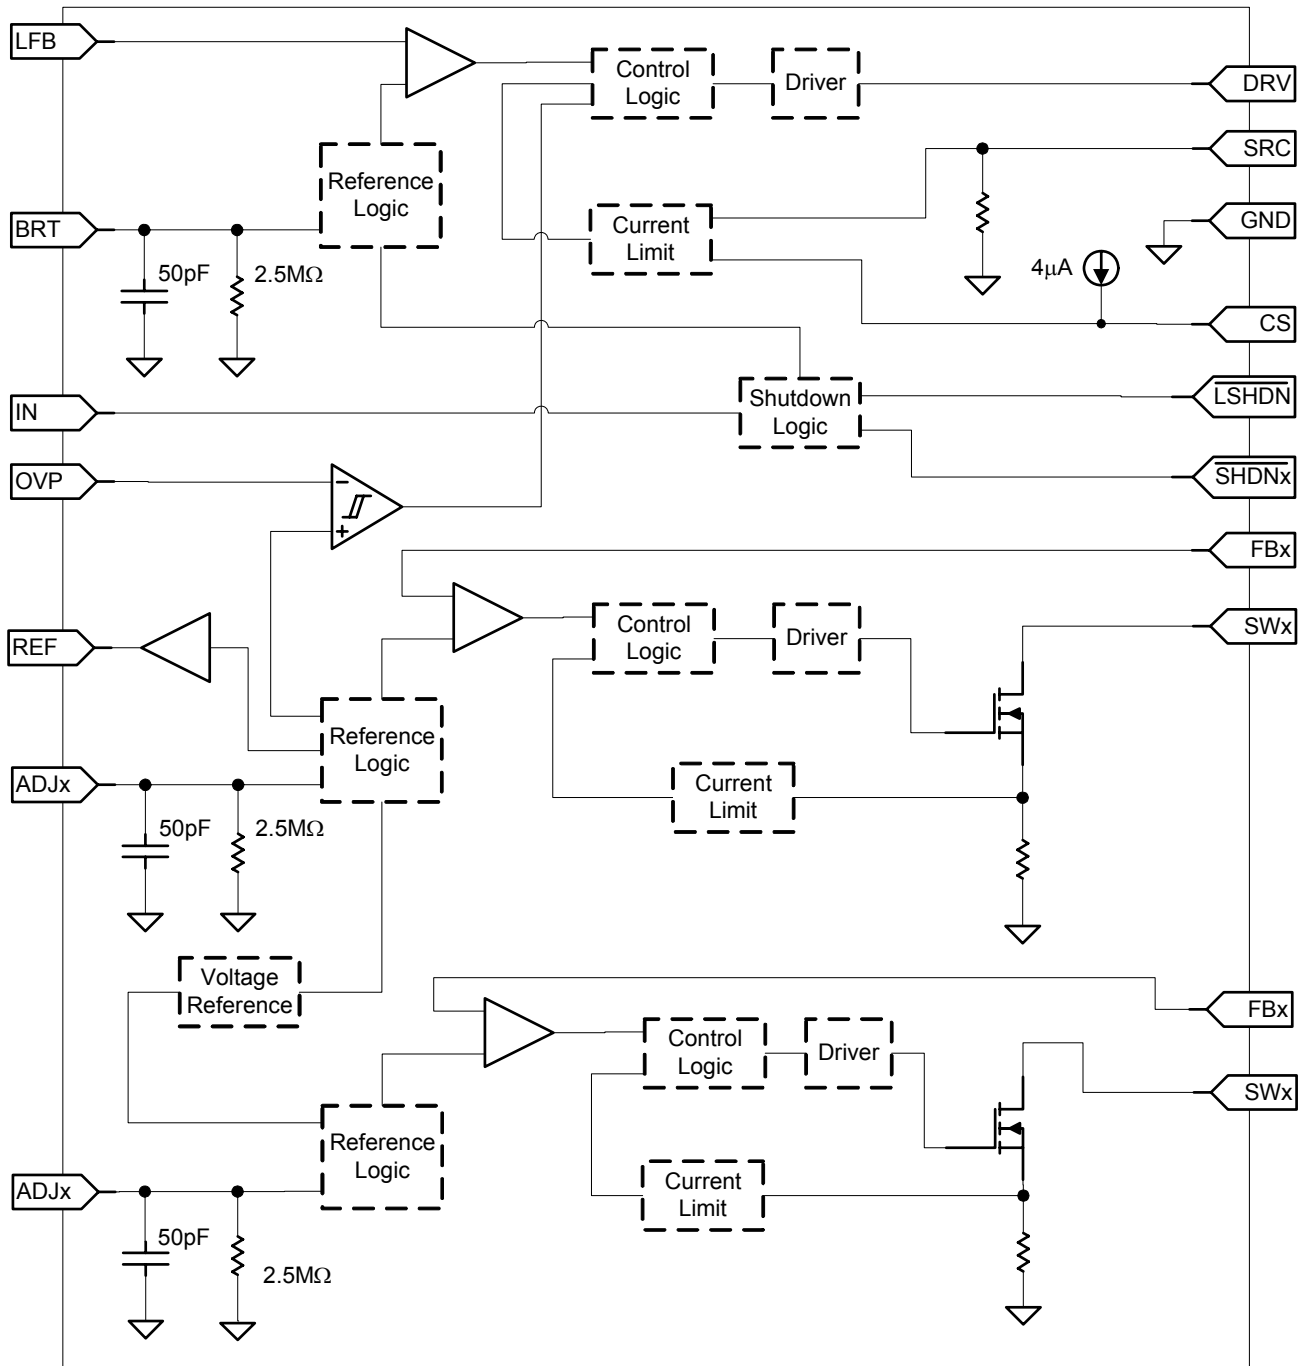 LFB
Control
Logic
Driver
DRV
SRC
Reference
Logic
BRT
Current
Limit
GND
50pF
2.5MΩ
4μA
CS
IN
Shutdown
Logic
LSHDN
OVP
SHDNx
−
+
FBx
REF
Control
Logic
Driver
SWx
Reference
Logic
ADJx
Current
Limit
50pF
2.5MΩ
Voltage
Reference
FBx
Control
Logic
Driver
SWx
Reference
Logic
ADJx
Current
Limit
50pF
2.5MΩ